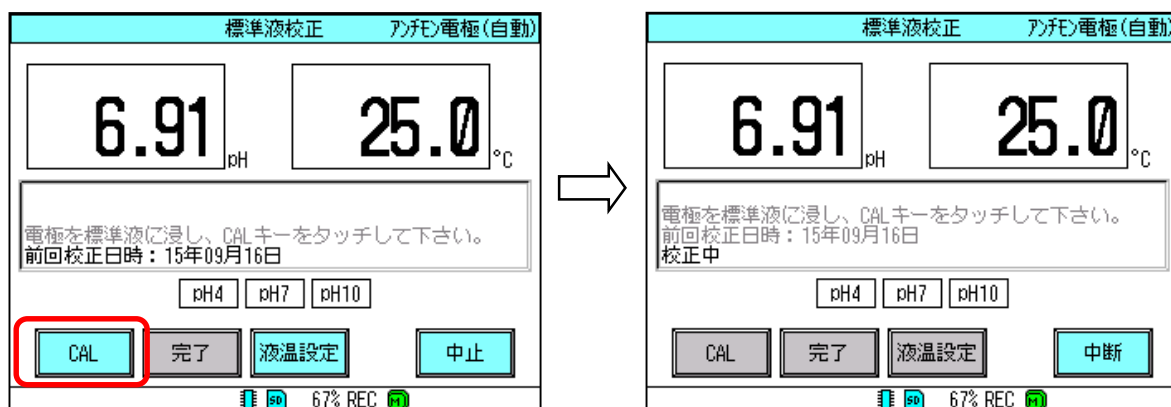 標準液校正 アンチモン電極(自動)
6.91 pH 25.0 °C
電極を標準液に浸し、CALキーをタッチして下さい。
前回校正日時：15年09月16日
pH4 pH7 pH10
CAL 完了 液温設定 中止
SD 67% REC M
標準液校正 アンチモン電極(自動)
6.91 pH 25.0 °C
電極を標準液に浸し、CALキーをタッチして下さい。
前回校正日時：15年09月16日
校正中
pH4 pH7 pH10
CAL 完了 液温設定 中断
SD 67% REC M